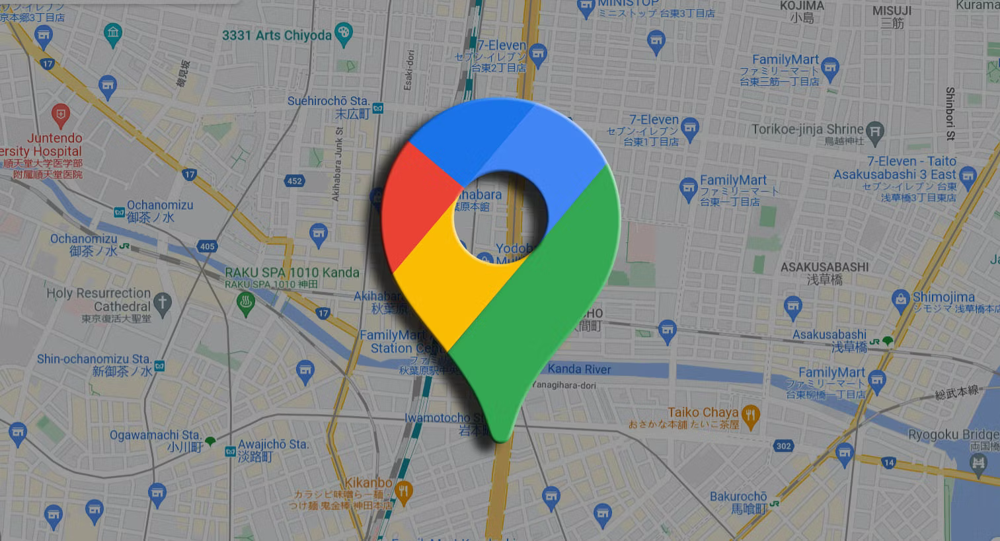 京本郷3丁目店
17
3331 Arts Chiyoda
Esaki-dori
MINISTOP
ミニストップ 台東3丁目店
7-Eleven
セブン-イレブン
台東2丁目店
KOJIMA
小島
MISUJI
三筋
Kurama
FamilyMart
ファミリーマート
台東三筋一丁目店
Shinbori St
Suehirochō Sta.
末広町
Akihabara Junk St
7-Eleven
セブン-イレブン
台東1丁目店
Torikoe-jinja Shrine
鳥越神社
Juntendo
ersity Hospital
順天堂大学医学部
附属順天堂医院
17
452
7-Eleven - Taito
Asakusabashi 3 East
セブン-イレブン 台東
浅草橋3丁目東店
FamilyMart
ファミリーマート
台東一丁目店
ihabara
葉原本館
Ochanomizu
御茶ノ水
Ochanomizu
御茶ノ水
JR
405
Yodoba
RAKU SPA 1010 Kanda
RAKU SPA 1010 神田
ASAKUSABASHI
浅草橋
Holy Resurrection
Cathedral
東京復活大聖堂
Akihabar
秋葉原
17
CHO
久間町
Shimojima
シモジマ 浅草橋本店
Asakusabashi
浅草橋
JR
FamilyMart
Station Cen
ファミ
秋葉原駅中央
Shin-ochanomizu Sta.
新御茶ノ水
Kanda River
Yanagihara-dori
FamilyMart
ファミリーマート
台東柳橋一丁目店
総武本線
Iwamotocho S
岩本町
Taiko Chaya
おさかな本舗 たいこ茶屋
Ogawamachi Sta.
小川町
Awajichō Sta.
淡路町
302
14
Ryogoku Bridge
両国橋
Kikanbo
カラシビ味噌らー麺・
つけ麺 鬼金棒 神田本店
Bakurochō
馬喰町
JR